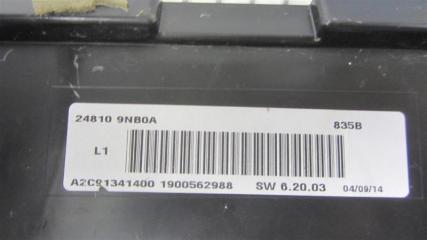 24810 9NB0A 835B
L1
A2C91341400 1900562988 SW 6.20.03 04/09/14